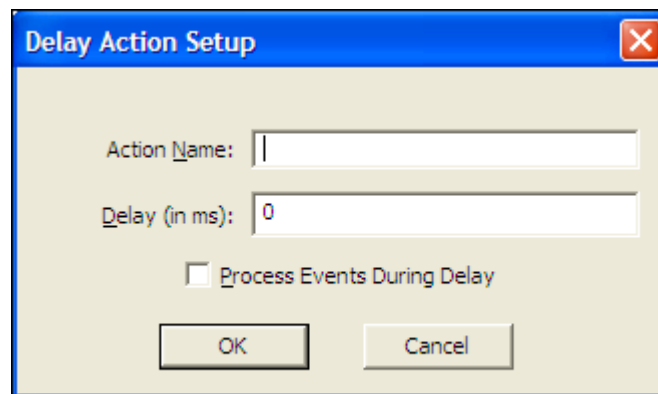 Delay Action Setup
Action Name:
Delay (in ms): 0
Process Events During Delay
OK Cancel